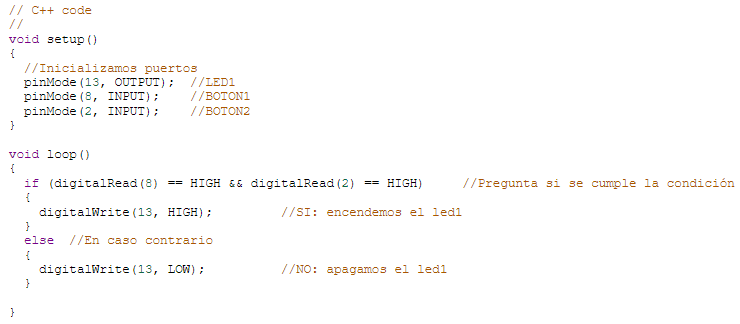 // C++ code
//
void setup()
{
  //Inicializamos puertos
  pinMode(13, OUTPUT);  //LED1
  pinMode(8, INPUT);    //BOTON1
  pinMode(2, INPUT);    //BOTON2
}

void loop()
{
  if (digitalRead(8) == HIGH && digitalRead(2) == HIGH)     //Pregunta si se cumple la condición
  {
    digitalWrite(13, HIGH);         //SI: encendemos el led1
  }
  else  //En caso contrario
  {
    digitalWrite(13, LOW);          //NO: apagamos el led1
  }

}